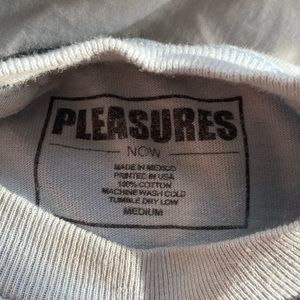 PLEASURES
NOW
MADE IN MEXICO
PRINTED IN USA
100% COTTON
MACHINE WASH COLD
TUMBLE DRY LOW
MEDIUM